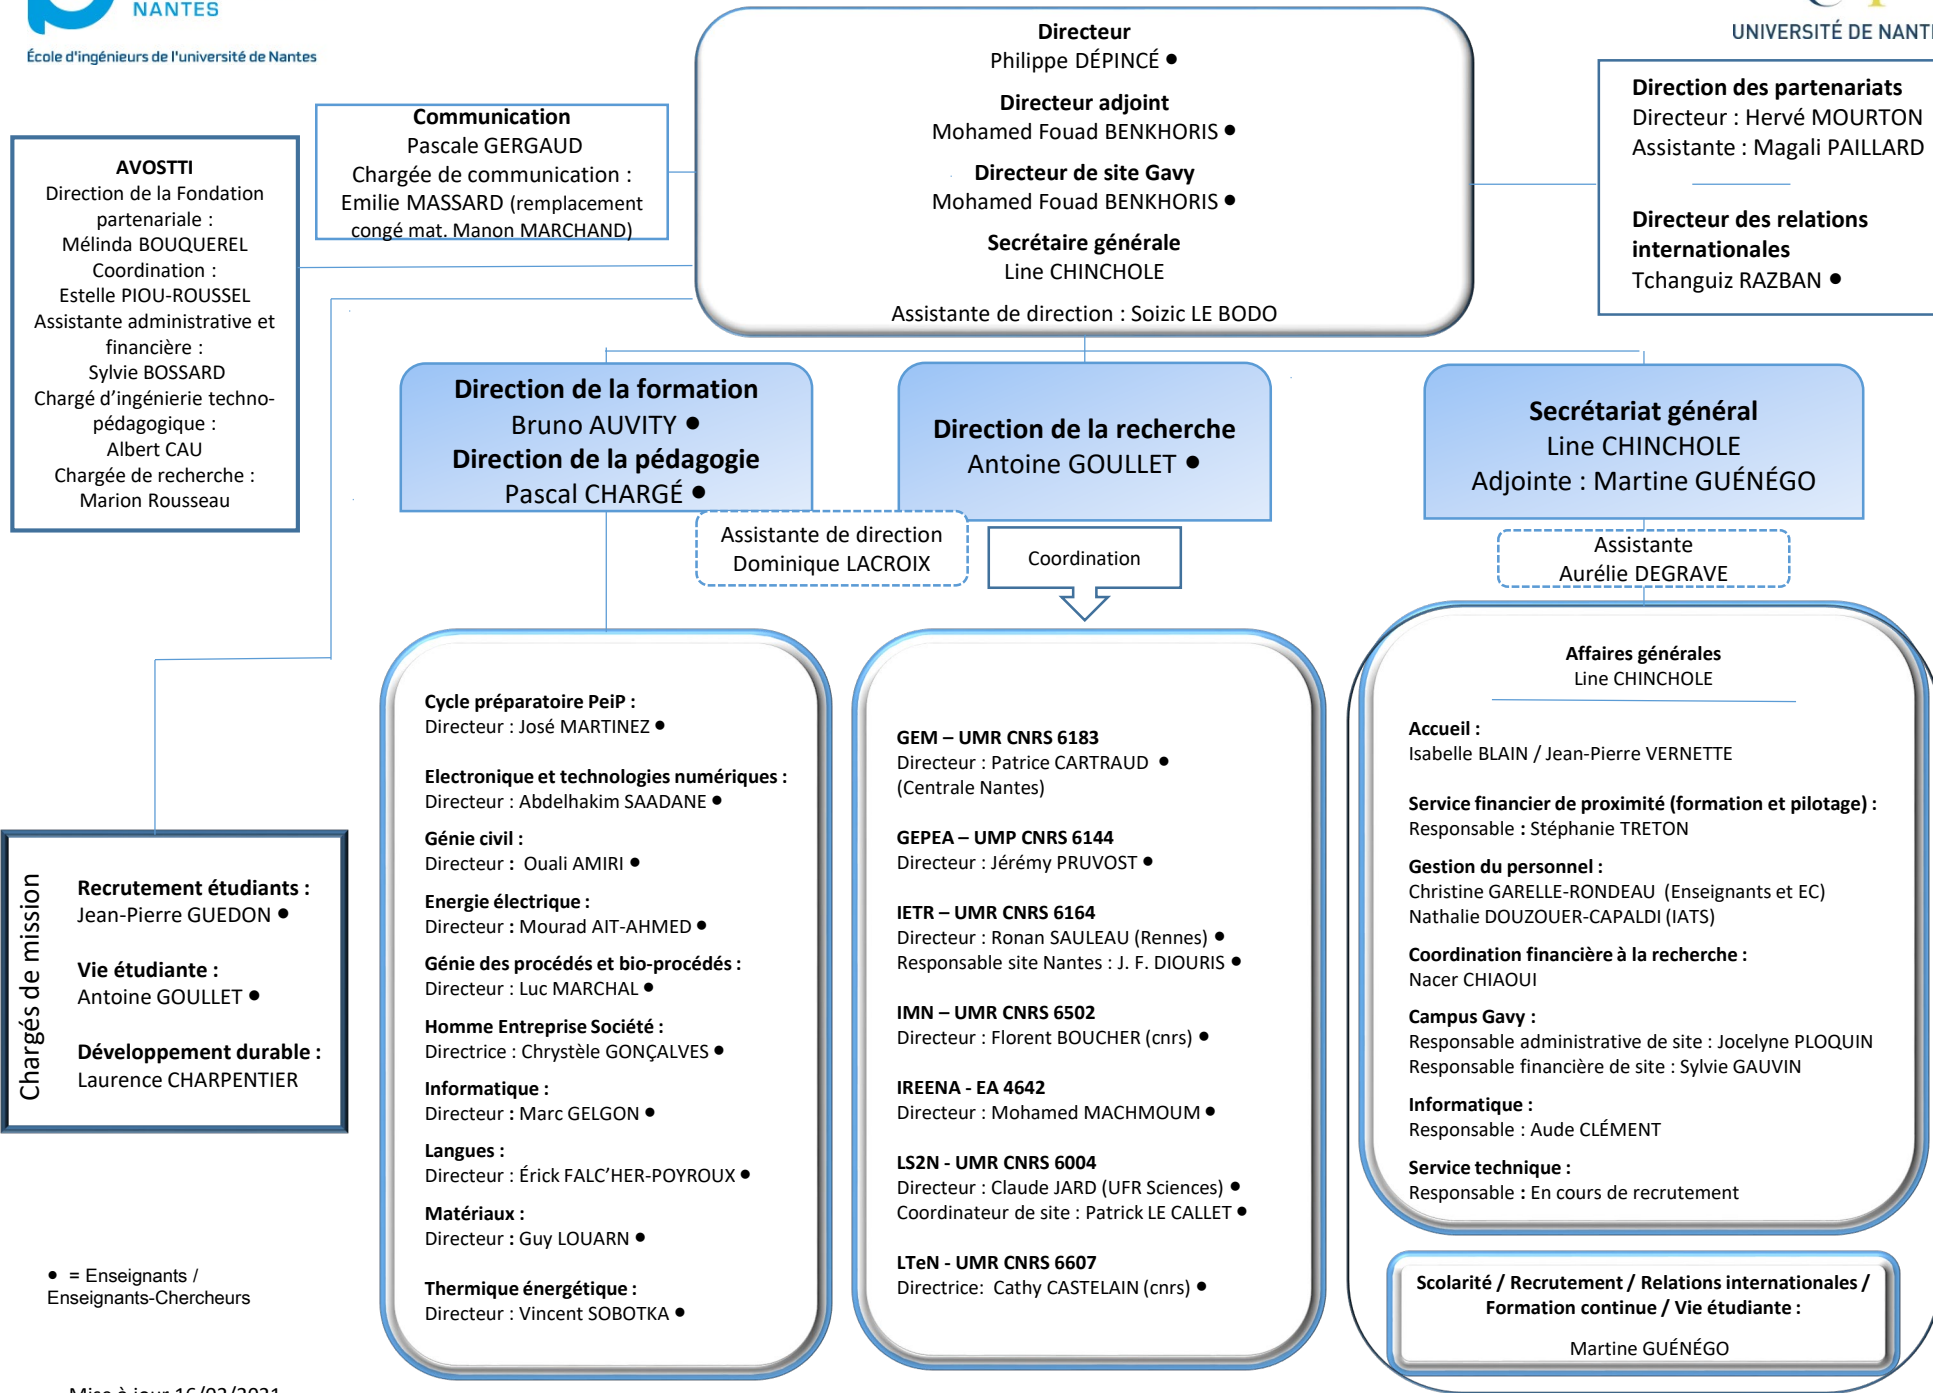 NANTES
École d'ingénieurs de l'université de Nantes
UNIVERSITÉ DE
Directeur
Philippe DÉPINCÉ ●
Directeur adjoint
Mohamed Fouad BENKHORIS ●
Directeur de site Gavy
Mohamed Fouad BENKHORIS ●
Secrétaire générale
Line CHINCHOLE
Assistante de direction : Soizic LE BODO
Communication
Pascale GERGAUD
Chargée de communication :
Emilie MASSARD (remplacement
congé mat. Manon MARCHAND)
AVOSTTI
Direction de la Fondation
partenariale :
Mélinda BOUQUEREL
Coordination :
Estelle PIOU-ROUSSEL
Assistante administrative et
financière :
Sylvie BOSSARD
Chargé d’ingénierie techno-
pédagogique :
Albert CAU
Chargée de recherche :
Marion Rousseau
Direction des partenariats
Directeur : Hervé MOURTON
Assistante : Magali PAILLARD
Directeur des relations
internationales
Tchanguiz RAZBAN ●
Direction de la formation
Bruno AUVITY ●
Direction de la pédagogie
Pascal CHARGÉ ●
Direction de la recherche
Antoine GOULLET ●
Secrétariat général
Line CHINCHOLE
Adjointe : Martine GUÉNÉGO
Assistante de direction
Dominique LACROIX
Coordination
Assistante
Aurélie DEGRAVE
Chargés de mission
Recrutement étudiants :
Jean-Pierre GUEDON ●
Vie étudiante :
Antoine GOULLET ●
Développement durable :
Laurence CHARPENTIER
Cycle préparatoire PeiP :
Directeur : José MARTINEZ ●
Electronique et technologies numériques :
Directeur : Abdelhakim SAADANE ●
Génie civil :
Directeur : Ouali AMIRI ●
Energie électrique :
Directeur : Mourad AIT-AHMED ●
Génie des procédés et bio-procédés :
Directeur : Luc MARCHAL ●
Homme Entreprise Société :
Directrice : Chrystèle GONÇALVES ●
Informatique :
Directeur : Marc GELGON ●
Langues :
Directeur : Érick FALC’HER-POYROUX ●
Matériaux :
Directeur : Guy LOUARN ●
Thermique énergétique :
Directeur : Vincent SOBOTKA ●
GEM – UMR CNRS 6183
Directeur : Patrice CARTRAUD ●
(Centrale Nantes)
GEPEA – UMP CNRS 6144
Directeur : Jérémy PRUVOST ●
IETR – UMR CNRS 6164
Directeur : Ronan SAULEAU (Rennes) ●
Responsable site Nantes : J. F. DIOURIS ●
IMN – UMR CNRS 6502
Directeur : Florent BOUCHER (cnrs) ●
IREENA - EA 4642
Directeur : Mohamed MACHMOUM ●
LS2N - UMR CNRS 6004
Directeur : Claude JARD (UFR Sciences) ●
Coordinateur de site : Patrick LE CALLET ●
LTeN - UMR CNRS 6607
Directrice: Cathy CASTELAIN (cnrs) ●
Affaires générales
Line CHINCHOLE
Accueil :
Isabelle BLAIN / Jean-Pierre VERNETTE
Service financier de proximité (formation et pilotage) :
Responsable : Stéphanie TRETON
Gestion du personnel :
Christine GARELLE-RONDEAU (Enseignants et EC)
Nathalie DOUZOUER-CAPALDI (IATS)
Coordination financière à la recherche :
Nacer CHIAOUI
Campus Gavy :
Responsable administrative de site : Jocelyne PLOQUIN
Responsable financière de site : Sylvie GAUVIN
Informatique :
Responsable : Aude CLÉMENT
Service technique :
Responsable : En cours de recrutement
Scolarité / Recrutement / Relations internationales /
Formation continue / Vie étudiante :
Martine GUÉNÉGO
● = Enseignants /
Enseignants-Chercheurs
Mise à jour 16/02/2021